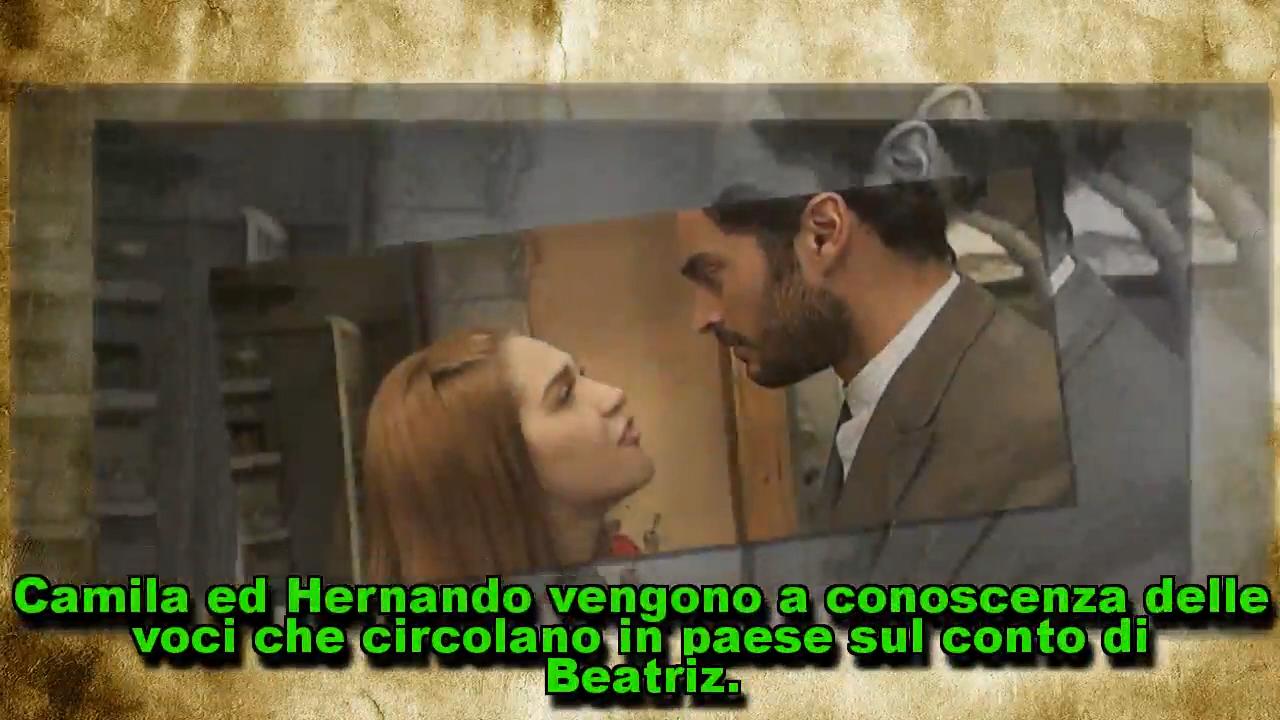 Camila ed Hernando vengono a conoscenza delle
voci che circolano in paese sul conto di
Beatriz.